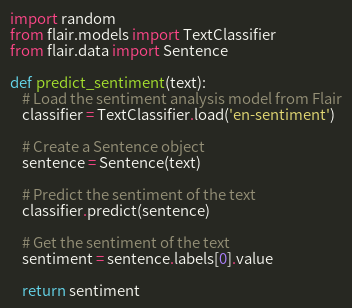 import random
from flair.models import TextClassifier
from flair.data import Sentence

def predict_sentiment(text):
    # Load the sentiment analysis model from Flair
    classifier = TextClassifier.load('en-sentiment')

    # Create a Sentence object
    sentence = Sentence(text)

    # Predict the sentiment of the text
    classifier.predict(sentence)

    # Get the sentiment of the text
    sentiment = sentence.labels[0].value

    return sentiment